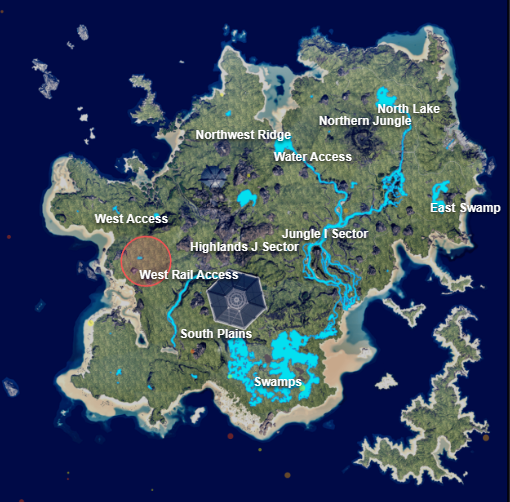 North Lake
Northern Jungle
Northwest Ridge
Water Access
East Swamp
West Access
Jungle I Sector
Highlands J Sector
West Rail Access
South Plains
Swamps